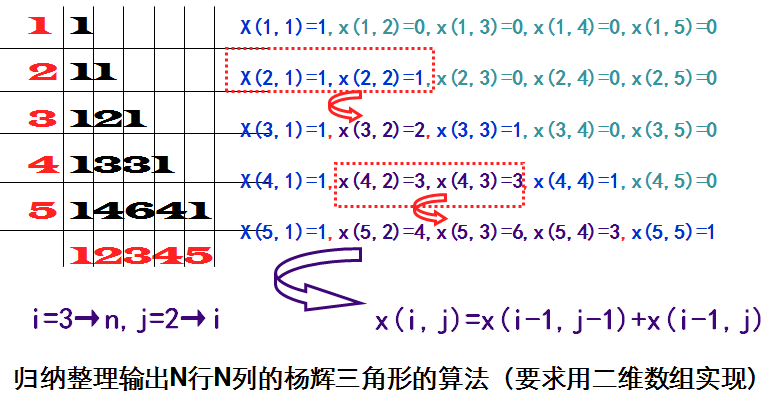 1 1 X(1,1)=1,x(1,2)=0,x(1,3)=0,x(1,4)=0,x(1,5)=0
2 11 X(2,1)=1,x(2,2)=1,x(2,3)=0,x(2,4)=0,x(2,5)=0
3 121 X(3,1)=1,x(3,2)=2,x(3,3)=1,x(3,4)=0,x(3,5)=0
4 1331 X(4,1)=1,x(4,2)=3,x(4,3)=3,x(4,4)=1,x(4,5)=0
5 14641 X(5,1)=1,x(5,2)=4,x(5,3)=6,x(5,4)=3,x(5,5)=1
12345
i=3→n,j=2→i x(i,j)=x(i-1,j-1)+x(i-1,j)
归纳整理输出N行N列的杨辉三角形的算法（要求用二维数组实现）